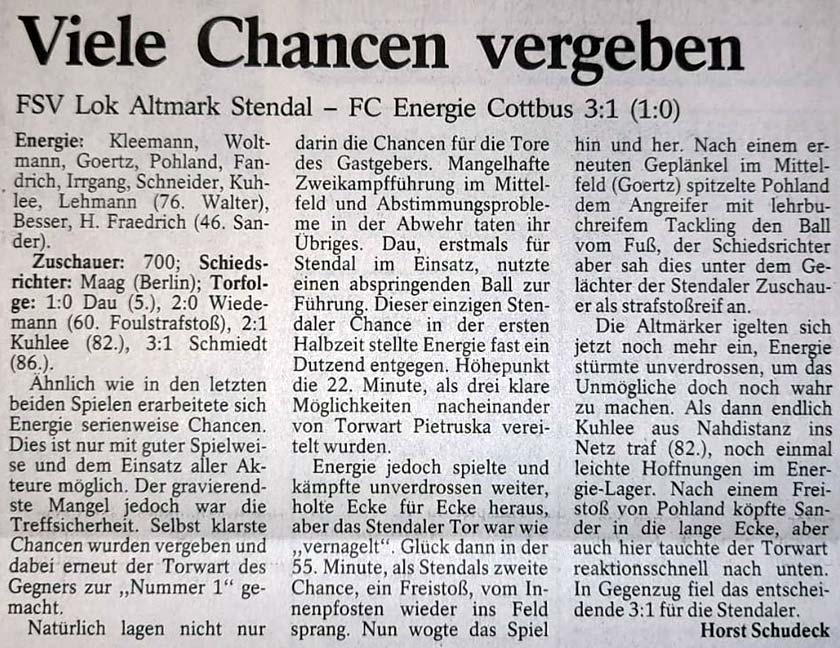 Viele Chancen vergeben
FSV Lok Altmark Stendal – FC Energie Cottbus 3:1 (1:0)
Energie: Kleemann, Wolt-
mann, Goertz, Pohland, Fan-
drich, Irrgang, Schneider, Kuh-
lee, Lehmann (76. Walter),
Besser, H. Fraedrich (46. San-
der).
Zuschauer: 700; Schieds-
richter: Maag (Berlin); Torfol-
ge: 1:0 Dau (5.), 2:0 Wiede-
mann (60. Foulstrafstoß), 2:1
Kuhlee (82.), 3:1 Schmiedt
(86.).
Ähnlich wie in den letzten
beiden Spielen erarbeitete sich
Energie serienweise Chancen.
Dies ist nur mit guter Spielwei-
se und dem Einsatz aller Ak-
teure möglich. Der gravierend-
ste Mangel jedoch war die
Treffsicherheit. Selbst klarste
Chancen wurden vergeben und
dabei erneut der Torwart des
Gegners zur „Nummer 1“ ge-
macht.
Natürlich lagen nicht nur
darin die Chancen für die Tore
des Gastgebers. Mangelhafte
Zweikampfführung im Mittel-
feld und Abstimmungsproble-
me in der Abwehr taten ihr
Übriges. Dau, erstmals für
Stendal im Einsatz, nutzte
einen abspringenden Ball zur
Führung. Dieser einzigen Sten-
daler Chance in der ersten
Halbzeit stellte Energie fast ein
Dutzend entgegen. Höhepunkt
die 22. Minute, als drei klare
Möglichkeiten nacheinander
von Torwart Pietruska verei-
telt wurden.
Energie jedoch spielte und
kämpfte unverdrossen weiter,
holte Ecke für Ecke heraus,
aber das Stendaler Tor war wie
„vernagelt“. Glück dann in der
55. Minute, als Stendals zweite
Chance, ein Freistoß, vom In-
nenpfosten wieder ins Feld
sprang. Nun wogte das Spiel
hin und her. Nach einem er-
neuten Geplänkel im Mittel-
feld (Goertz) spitzelte Pohland
dem Angreifer mit lehrbu-
chreifem Tackling den Ball
vom Fuß, der Schiedsrichter
aber sah dies unter dem Ge-
lächter der Stendaler Zuschau-
er als strafstoßreif an.
Die Altmärker igelten sich
jetzt noch mehr ein, Energie
stürmte unverdrossen, um das
Unmögliche doch noch wahr
zu machen. Als dann endlich
Kuhlee aus Nahdistanz ins
Netz traf (82.), noch einmal
leichte Hoffnungen im Ener-
gie-Lager. Nach einem Frei-
stoß von Pohland köpfte San-
der in die lange Ecke, aber
auch hier tauchte der Torwart
reaktionsschnell nach unten.
In Gegenzug fiel das entschei-
dende 3:1 für die Stendaler.
Horst Schudeck